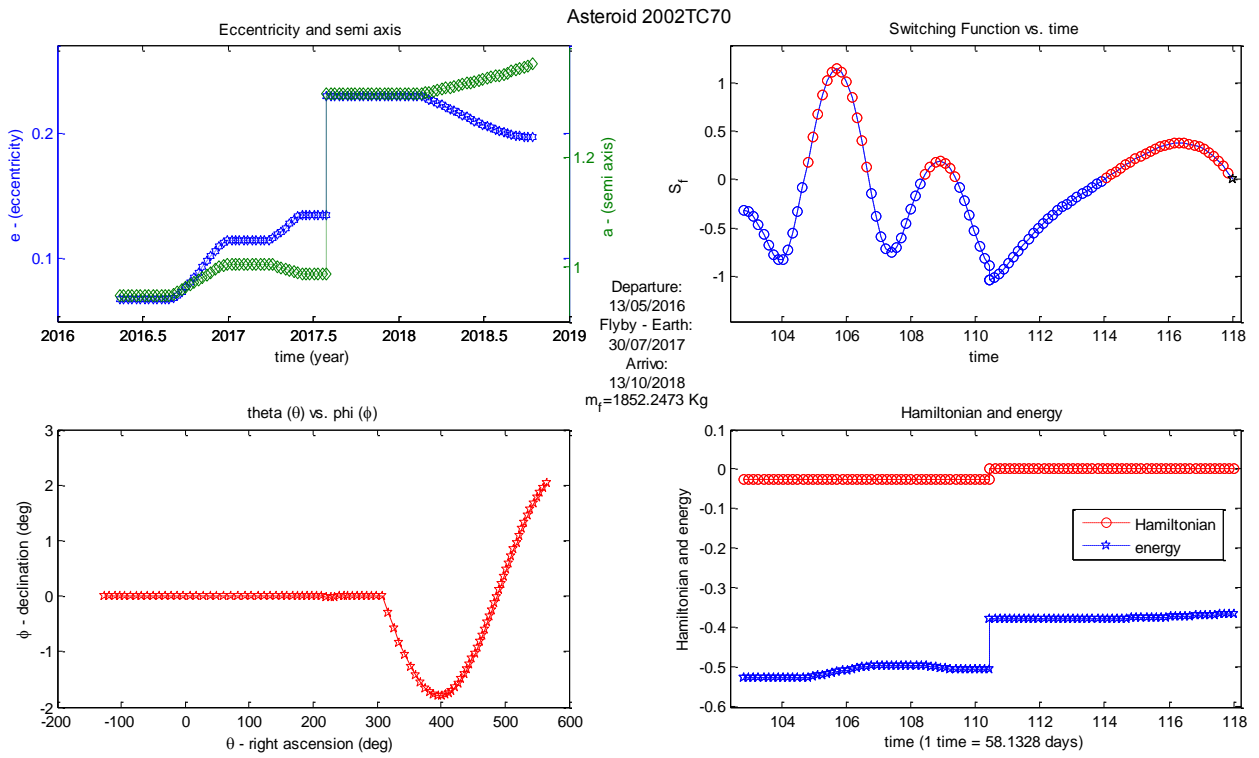 Asteroid 2002TC70
Eccentricity and semi axis
0.2
0.1
e - (eccentricity)
1.2
1
a - (semi axis)
2016 2016.5 2017 2017.5 2018 2018.5 2019
time (year)
Switching Function vs. time
1
0.5
0
-0.5
-1
S_f
104 106 108 110 112 114 116 118
time
Departure:
13/05/2016
Flyby - Earth:
30/07/2017
Arrivo:
13/10/2018
m_f=1852.2473 Kg
theta (θ) vs. phi (ϕ)
3
2
1
0
-1
-2
ϕ - declination (deg)
-200 -100 0 100 200 300 400 500 600
θ - right ascension (deg)
Hamiltonian and energy
0.1
0
-0.1
-0.2
-0.3
-0.4
-0.5
-0.6
Hamiltonian and energy
Hamiltonian
energy
104 106 108 110 112 114 116 118
time (1 time = 58.1328 days)